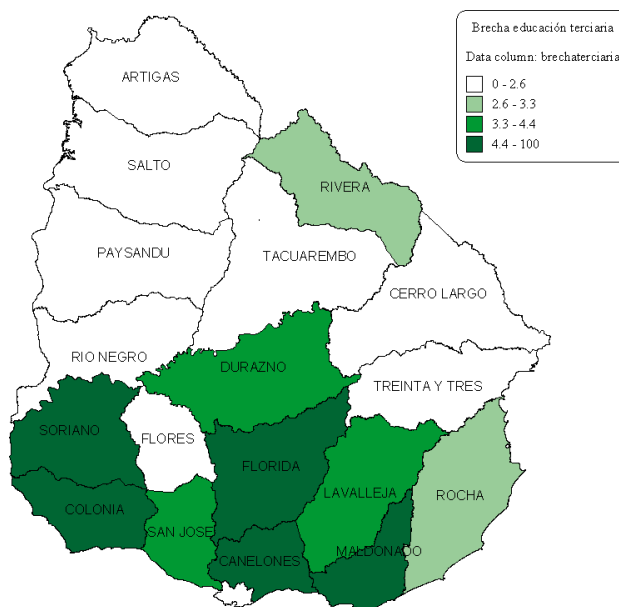 Brecha educación terciaria
Data column: brechaterciaria
0 - 2.6
2.6 - 3.3
3.3 - 4.4
4.4 - 100
ARTIGAS
SALTO
RIVERA
PAYSANDU
TACUAREMBO
CERRO LARGO
RIO NEGRO
DURAZNO
TREINTA Y TRES
SORIANO
FLORES
FLORIDA
LAVALLEJA
ROCHA
COLONIA
SAN JOSE
CANELONES
MALDONADO